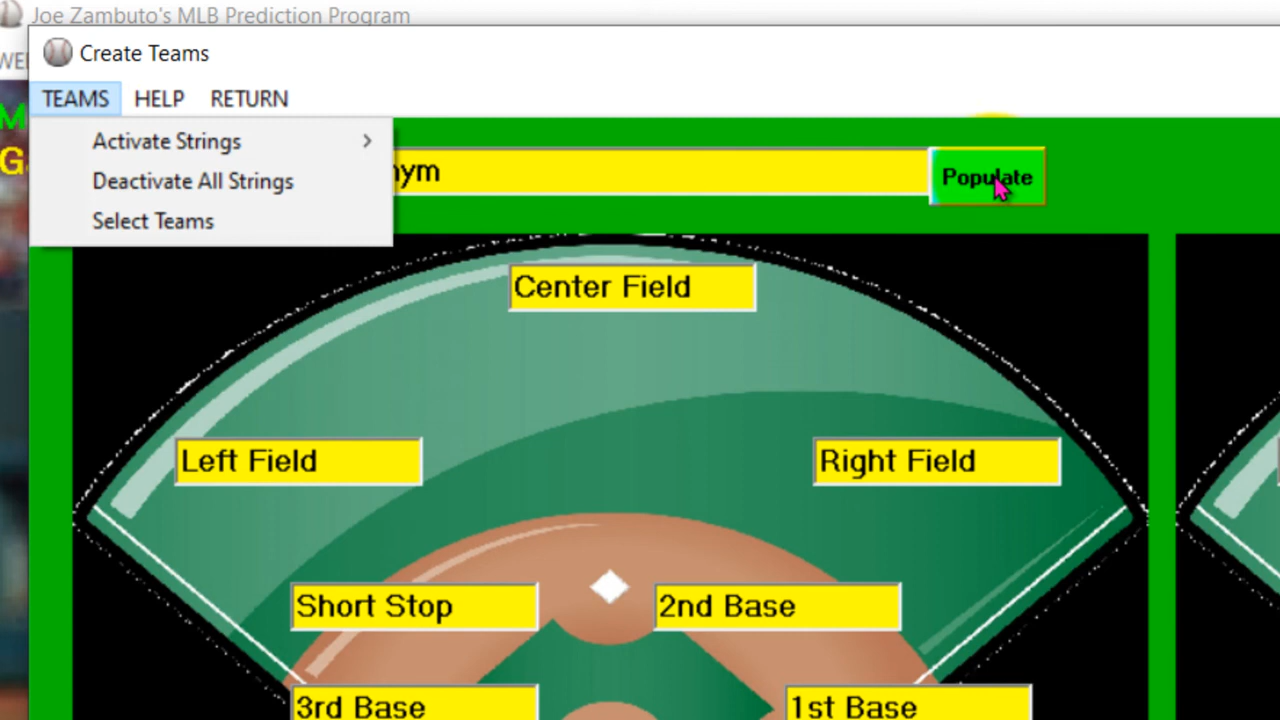 Joe Zambuto's MLB Prediction Program
Create Teams
TEAMS HELP RETURN
Activate Strings
Deactivate All Strings
Select Teams
Populate
Center Field
Left Field
Right Field
Short Stop
2nd Base
3rd Base
1st Base